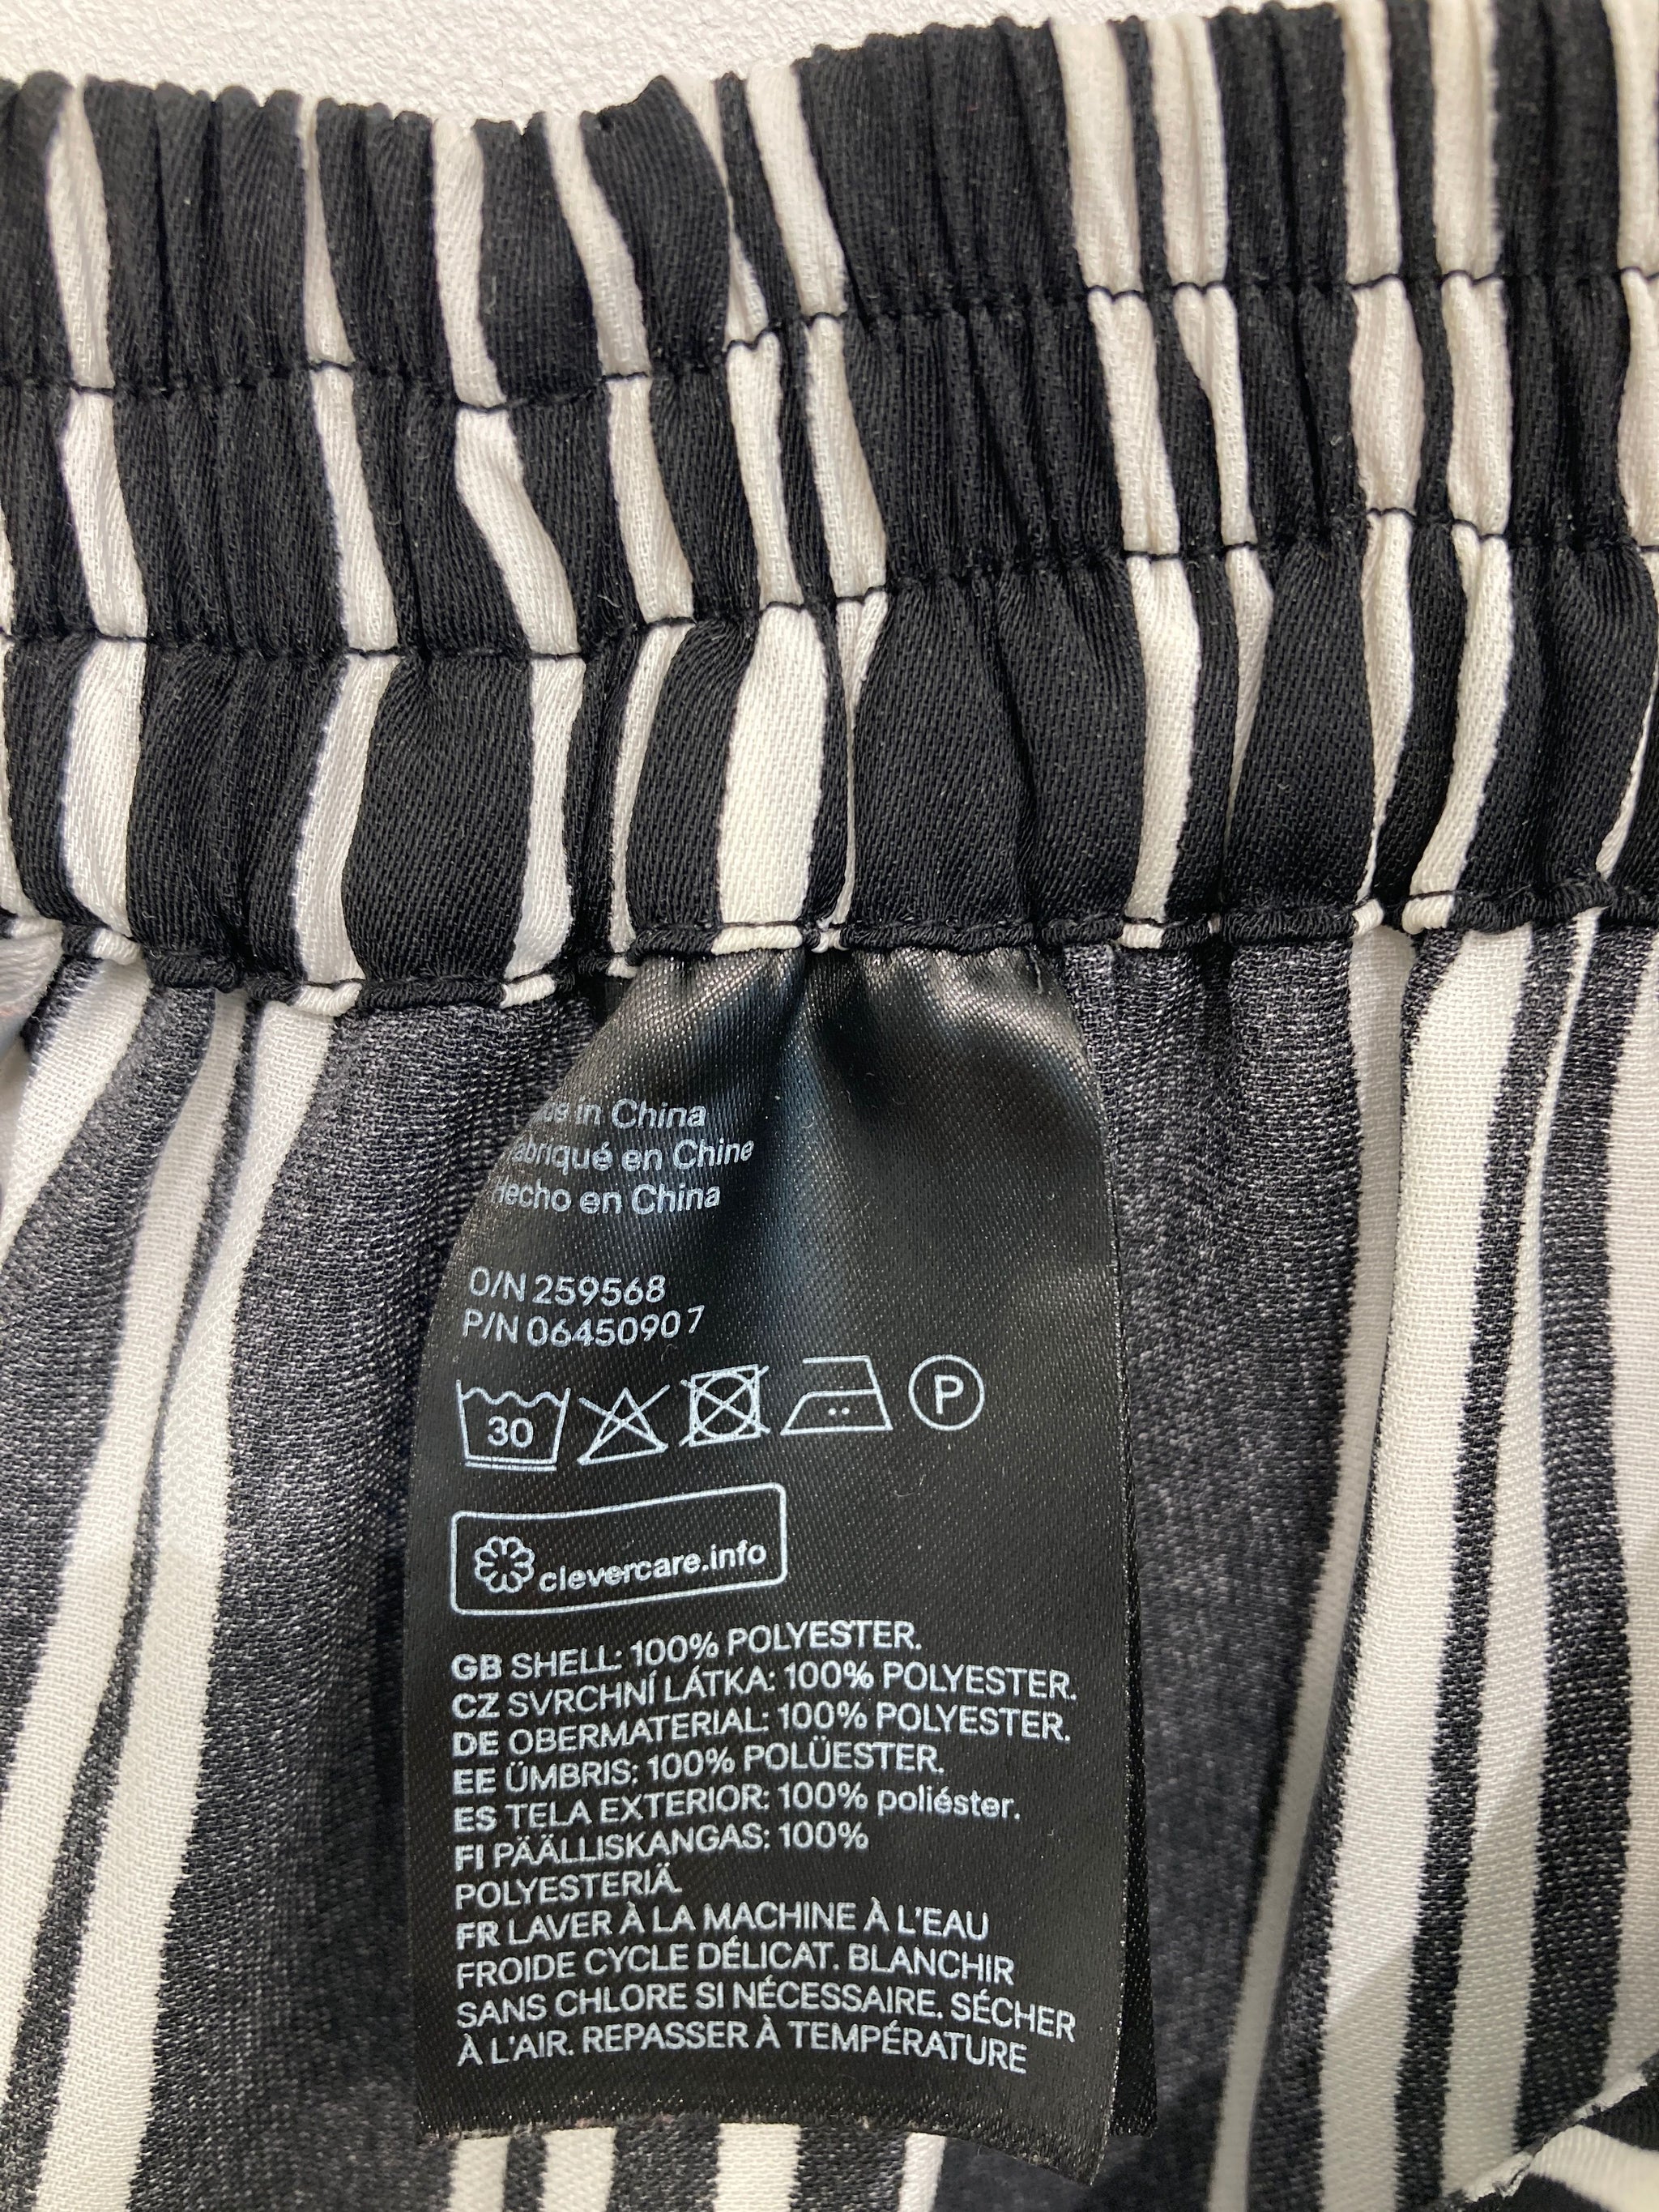 in China
Fabriqué en Chine
Hecho en China
O/N 259568
P/N 06450907
30
P
clevercare.info
GB SHELL: 100% POLYESTER.
CZ SVRCHNÍ LÁTKA: 100% POLYESTER.
DE OBERMATERIAL: 100% POLYESTER.
EE ÜMBRIS: 100% POLÜESTER.
ES TELA EXTERIOR: 100% poliéster.
FI PÄÄLLISKANGAS: 100%
POLYESTERIÄ.
FR LAVER À LA MACHINE À L'EAU
FROIDE CYCLE DÉLICAT. BLANCHIR
SANS CHLORE SI NÉCESSAIRE. SÉCHER
À L'AIR. REPASSER À TEMPÉRATURE